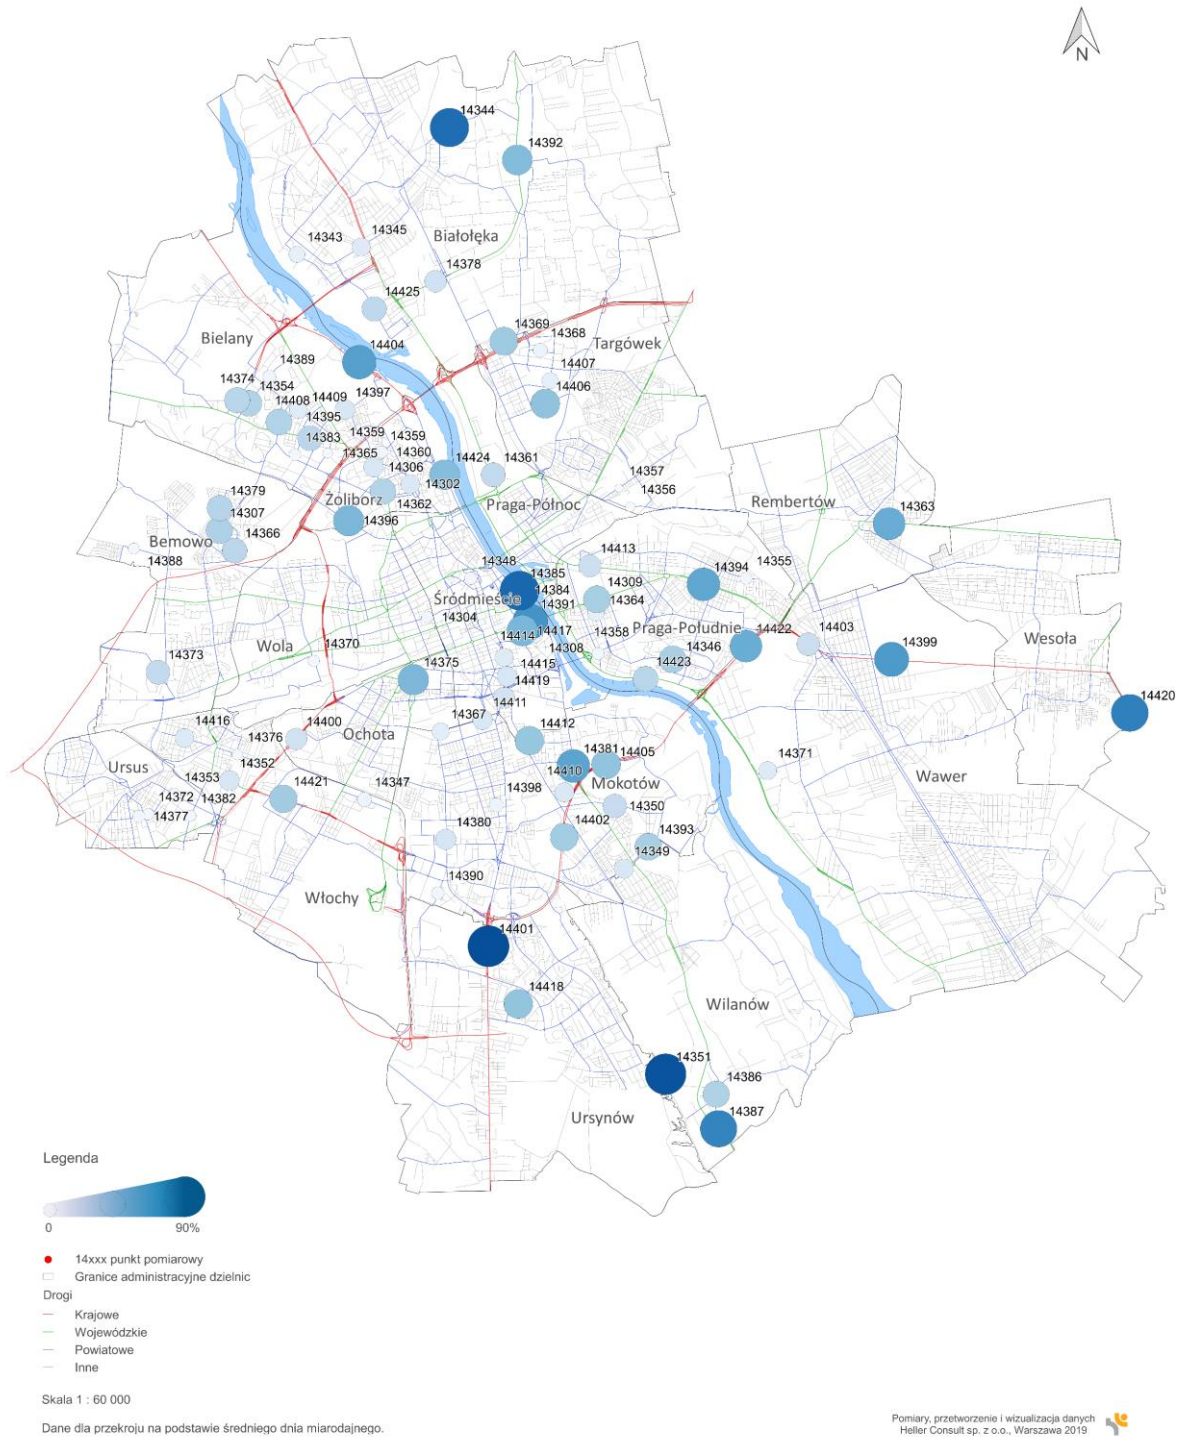 N
14344
14392
14343
14345
Białołęka
14378
14425
14369
14368
Bielany
Targówek
14404
14389
14407
14374
14354
14406
14408
14409
14397
14395
14383
14359
14359
14365
14360
14306
14424
14361
14357
14302
14356
14379
Żoliborz
14362
Praga-Północ
Rembertów
14363
14307
14396
Bemowo
14366
14388
14348
14413
14385
14394
14355
14384
14309
Śródmieście
14391
14364
14304
14417
14358
Praga-Południe
14422
14403
Wesoła
14414
Wola
14370
14308
14346
14399
14373
14375
14415
14423
14419
14420
14411
14416
14400
14367
14412
14376
Ochota
Ursus
14352
14381
14405
14371
14353
14410
Mokotów
Wawer
14372
14382
14421
14347
14398
14350
14377
14380
14402
14393
14349
14390
Włochy
14401
14418
Wilanów
14351
14386
14387
Ursynów
Legenda
0 90%
14xxx punkt pomiarowy
Granice administracyjne dzielnic
Drogi
Krajowe
Wojewódzkie
Powiatowe
Inne
Skala 1 : 60 000
Dane dla przekroju na podstawie średniego dnia miarodajnego.
Pomiary, przetworzenie i wizualizacja danych
Heller Consult sp. z o.o., Warszawa 2019